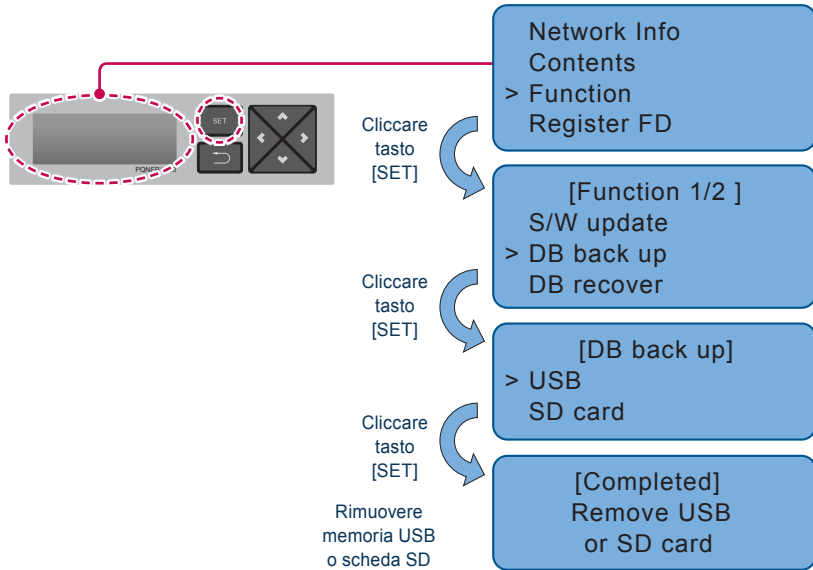 Network Info
Contents
> Function
Register FD
SET
Cliccare
tasto
[SET]
[Function 1/2 ]
S/W update
> DB back up
DB recover
Cliccare
tasto
[SET]
[DB back up]
> USB
SD card
Cliccare
tasto
[SET]
[Completed]
Remove USB
or SD card
Rimuovere
memoria USB
o scheda SD